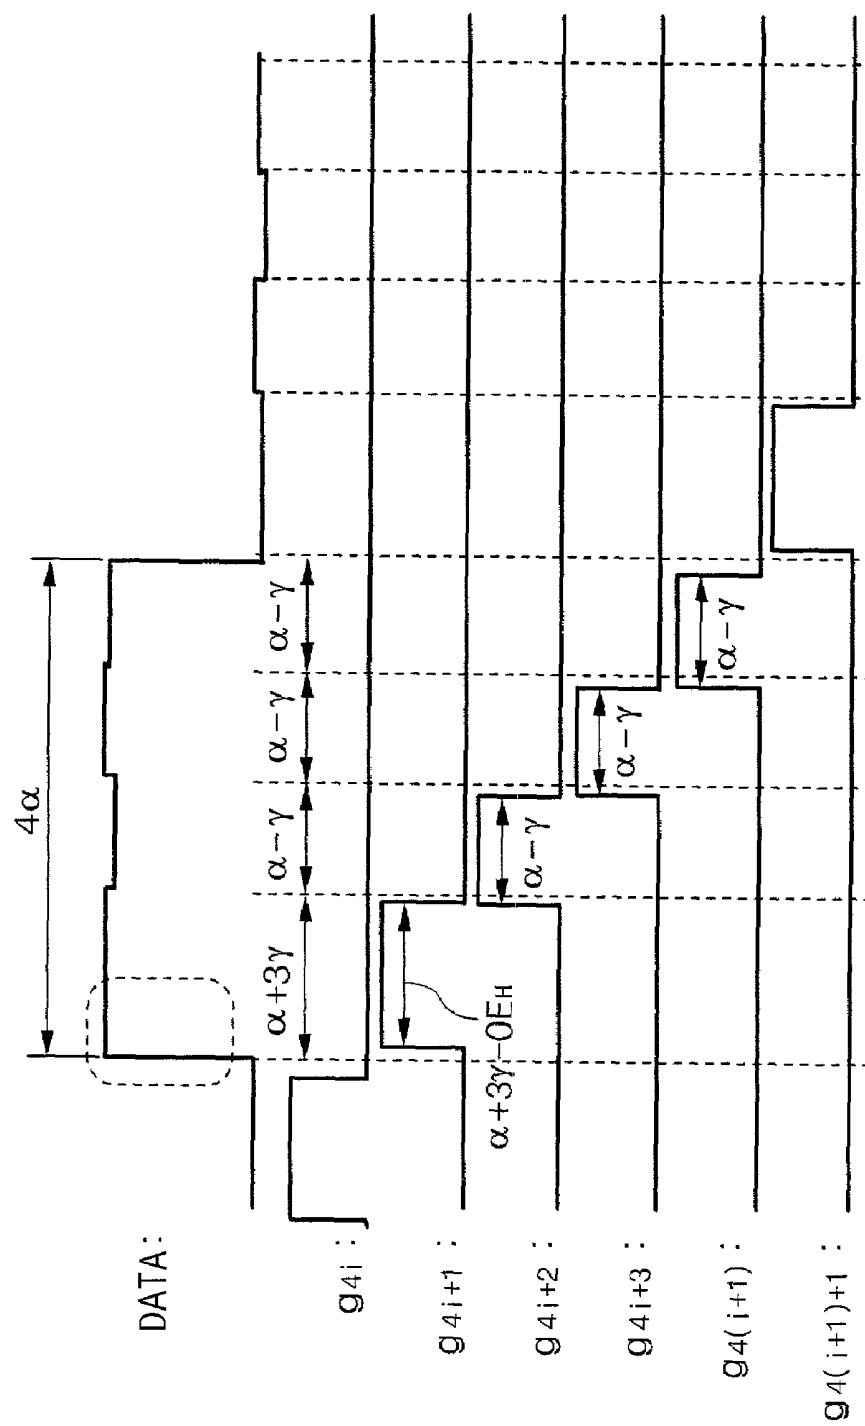 4α
DATA:
α+3γ
α−γ
α−γ
α−γ
g4i :
g4i+1 :
α+3γ−OEH
g4i+2 :
α−γ
g4i+3 :
α−γ
g4(i+1) :
α−γ
g4(i+1)+1 :